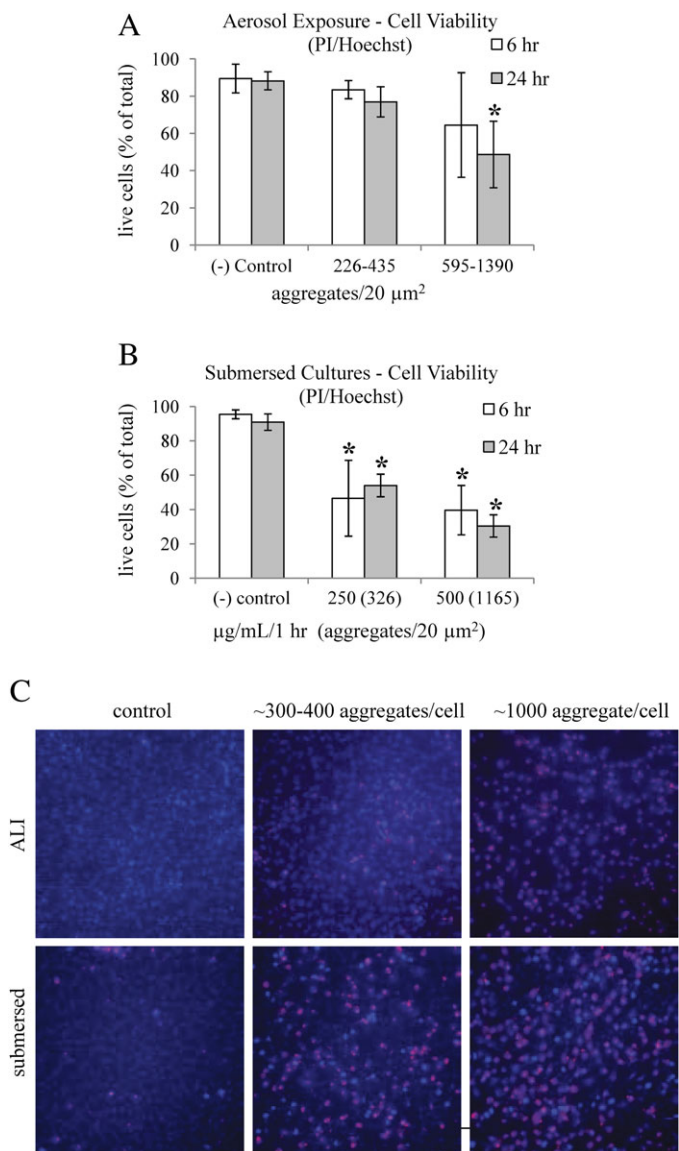 A
Aerosol Exposure - Cell Viability
(PI/Hoechst)
6 hr
24 hr
live cells (% of total)
100
80
60
40
20
0
*
(-) Control
226-435
595-1390
aggregates/20 µm²
B
Submersed Cultures - Cell Viability
(PI/Hoechst)
6 hr
24 hr
live cells (% of total)
100
80
60
40
20
0
* * * *
(-) control
250 (326)
500 (1165)
µg/mL/1 hr (aggregates/20 µm²)
C
control
~300-400 aggregates/cell
~1000 aggregate/cell
ALI
submersed